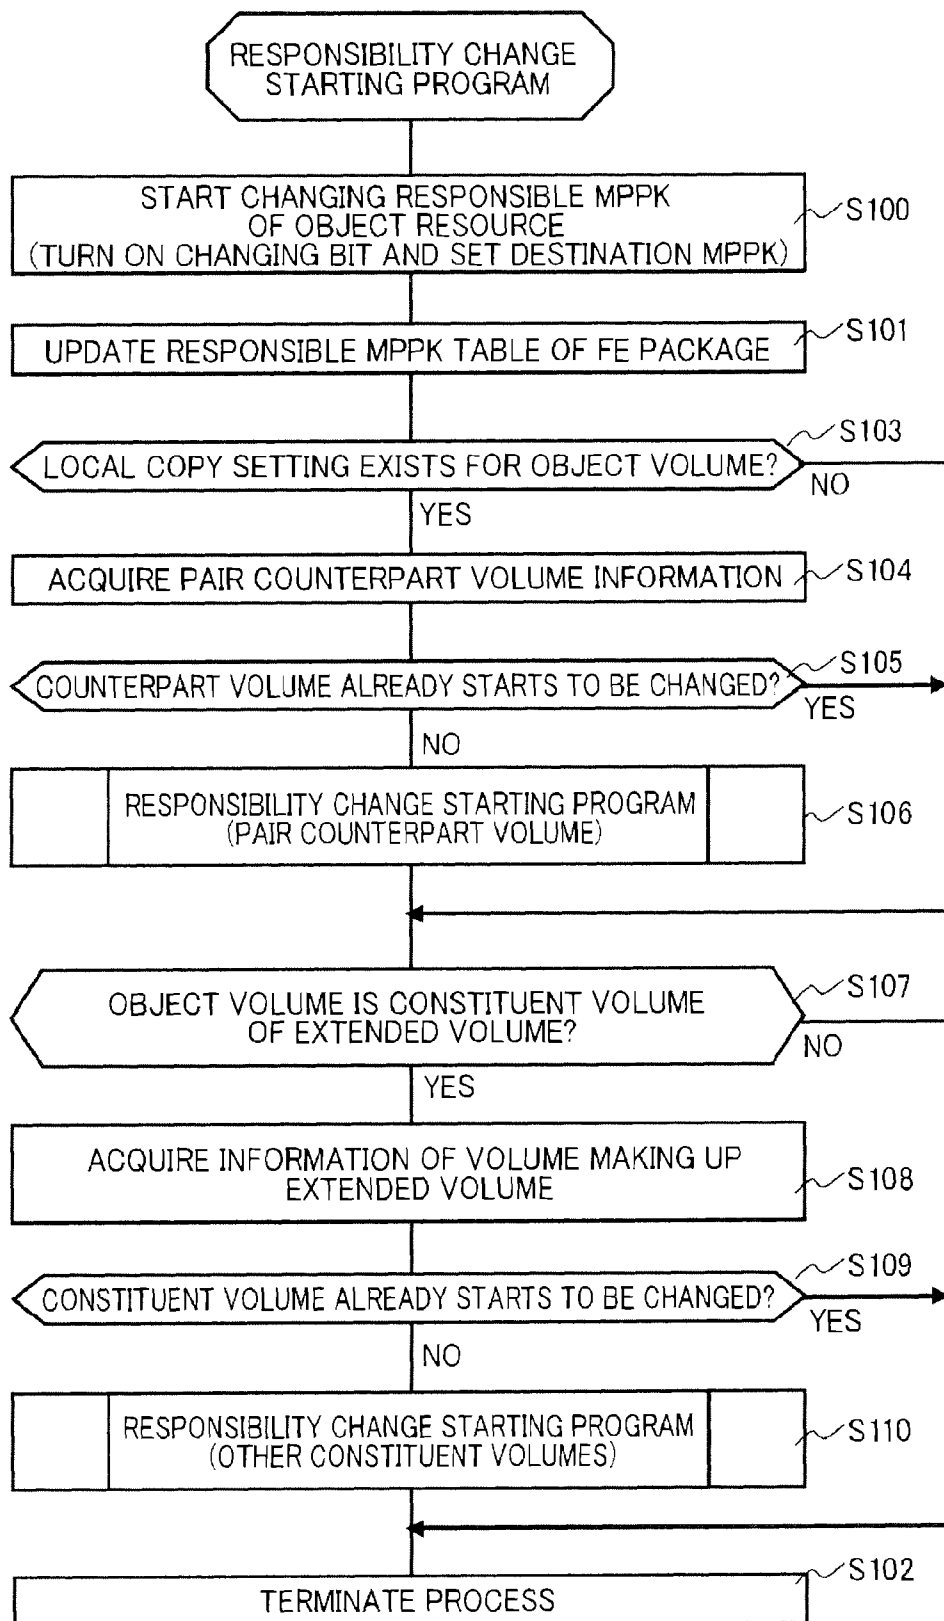 RESPONSIBILITY CHANGE
STARTING PROGRAM
START CHANGING RESPONSIBLE MPPK
OF OBJECT RESOURCE
(TURN ON CHANGING BIT AND SET DESTINATION MPPK)
S100
UPDATE RESPONSIBLE MPPK TABLE OF FE PACKAGE
S101
LOCAL COPY SETTING EXISTS FOR OBJECT VOLUME?
S103
NO
YES
ACQUIRE PAIR COUNTERPART VOLUME INFORMATION
S104
COUNTERPART VOLUME ALREADY STARTS TO BE CHANGED?
S105
YES
NO
RESPONSIBILITY CHANGE STARTING PROGRAM
(PAIR COUNTERPART VOLUME)
S106
OBJECT VOLUME IS CONSTITUENT VOLUME
OF EXTENDED VOLUME?
S107
NO
YES
ACQUIRE INFORMATION OF VOLUME MAKING UP
EXTENDED VOLUME
S108
CONSTITUENT VOLUME ALREADY STARTS TO BE CHANGED?
S109
YES
NO
RESPONSIBILITY CHANGE STARTING PROGRAM
(OTHER CONSTITUENT VOLUMES)
S110
TERMINATE PROCESS
S102